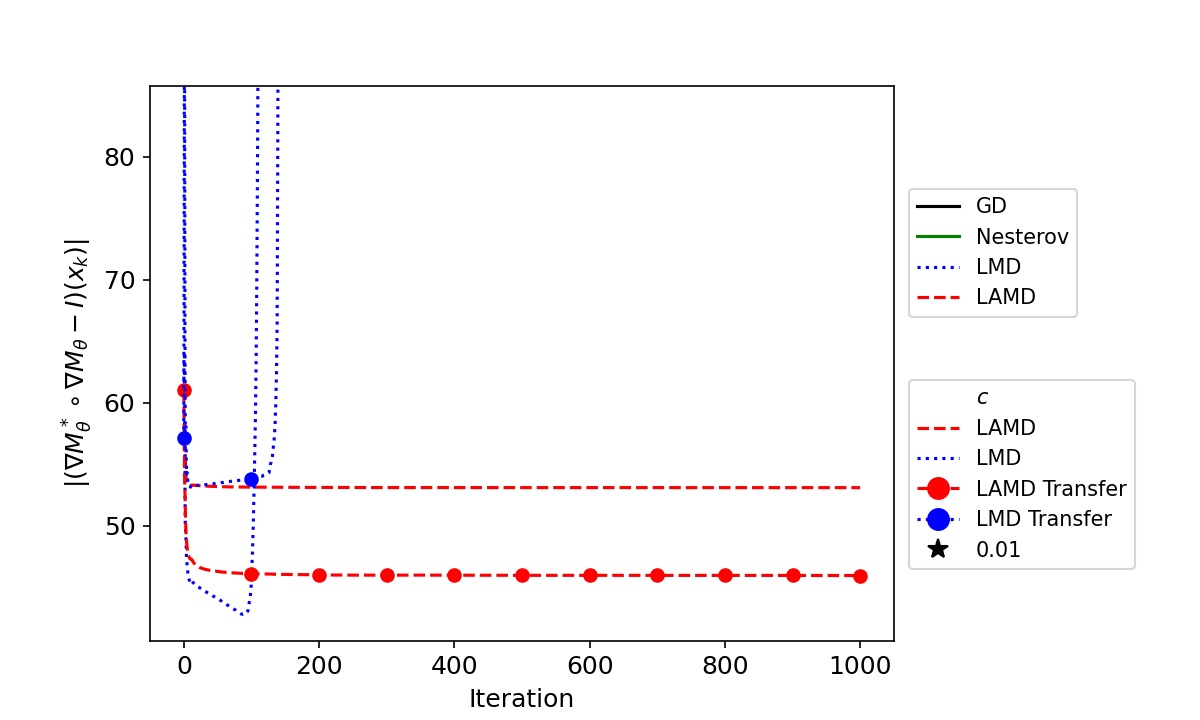 80
70
60
50
|(∇M*θ ∘ ∇Mθ − I)(xk)|
0 200 400 600 800 1000
Iteration
GD
Nesterov
LMD
LAMD
c
LAMD
LMD
LAMD Transfer
LMD Transfer
0.01